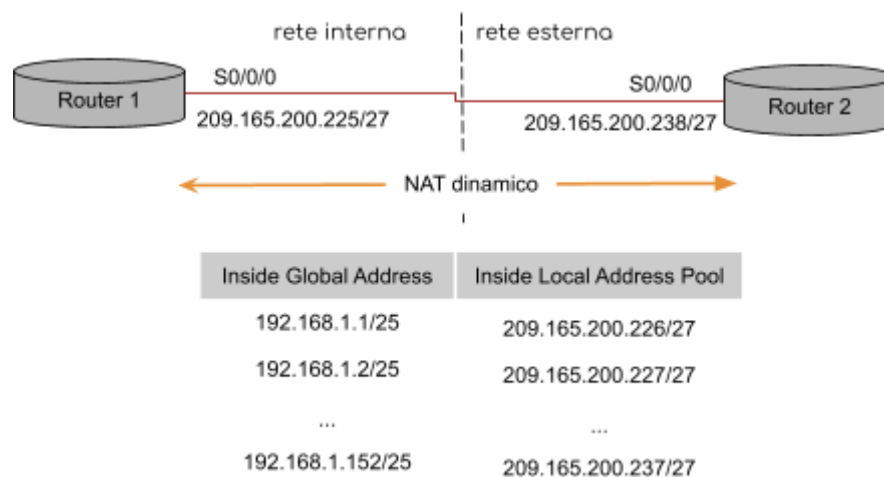 rete interna
rete esterna
S0/0/0
S0/0/0
Router 1
Router 2
209.165.200.225/27
209.165.200.238/27
NAT dinamico
Inside Global Address
Inside Local Address Pool
192.168.1.1/25
209.165.200.226/27
192.168.1.2/25
209.165.200.227/27
...
...
192.168.1.152/25
209.165.200.237/27